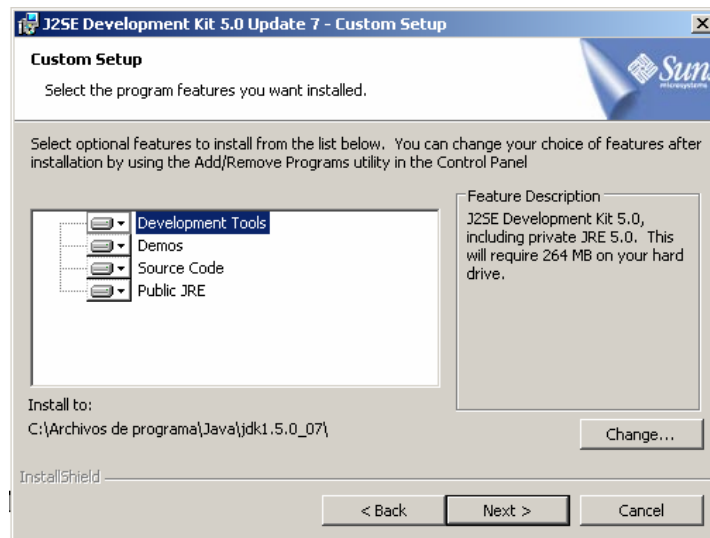 J2SE Development Kit 5.0 Update 7 - Custom Setup
Custom Setup
Select the program features you want installed.
Sun
microsystems
Select optional features to install from the list below. You can change your choice of features after
installation by using the Add/Remove Programs utility in the Control Panel
Development Tools
Demos
Source Code
Public JRE
Feature Description
J2SE Development Kit 5.0,
including private JRE 5.0. This
will require 264 MB on your hard
drive.
Install to:
C:\Archivos de programa\Java\jdk1.5.0_07\
Change...
InstallShield
< Back
Next >
Cancel